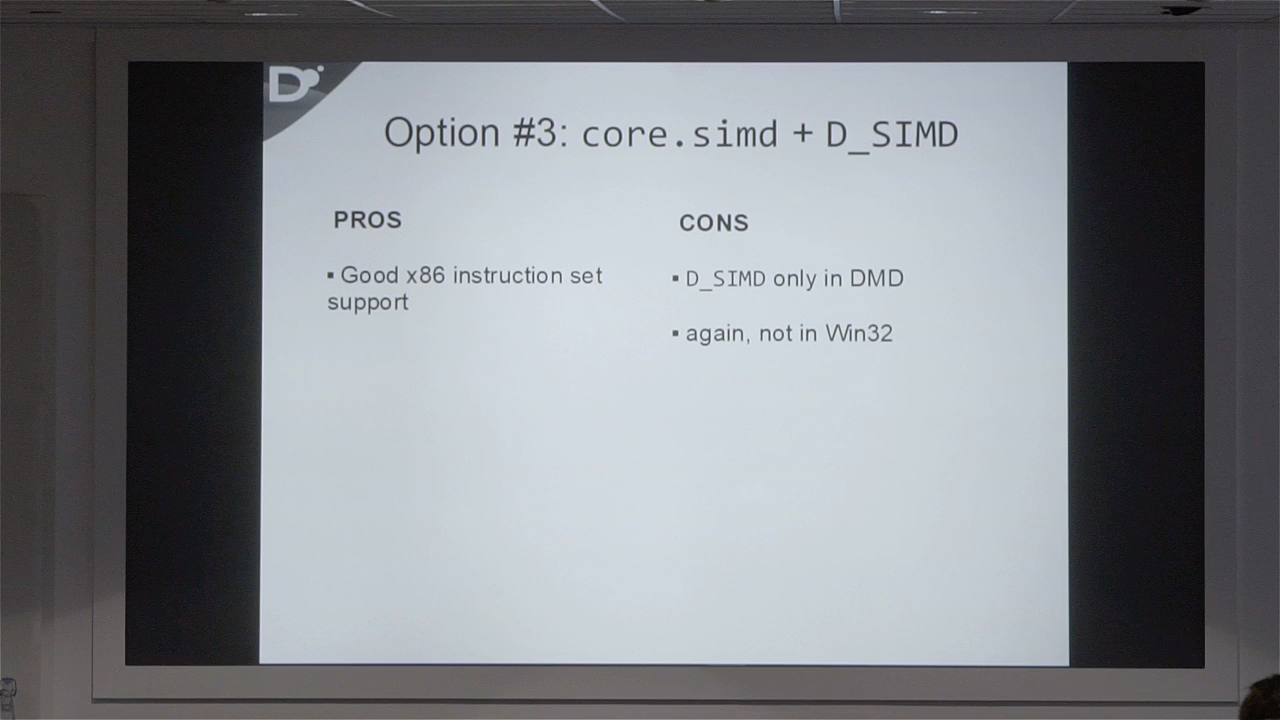 D
Option #3: core.simd + D_SIMD
PROS
▪ Good x86 instruction set
support
CONS
▪ D_SIMD only in DMD
▪ again, not in Win32